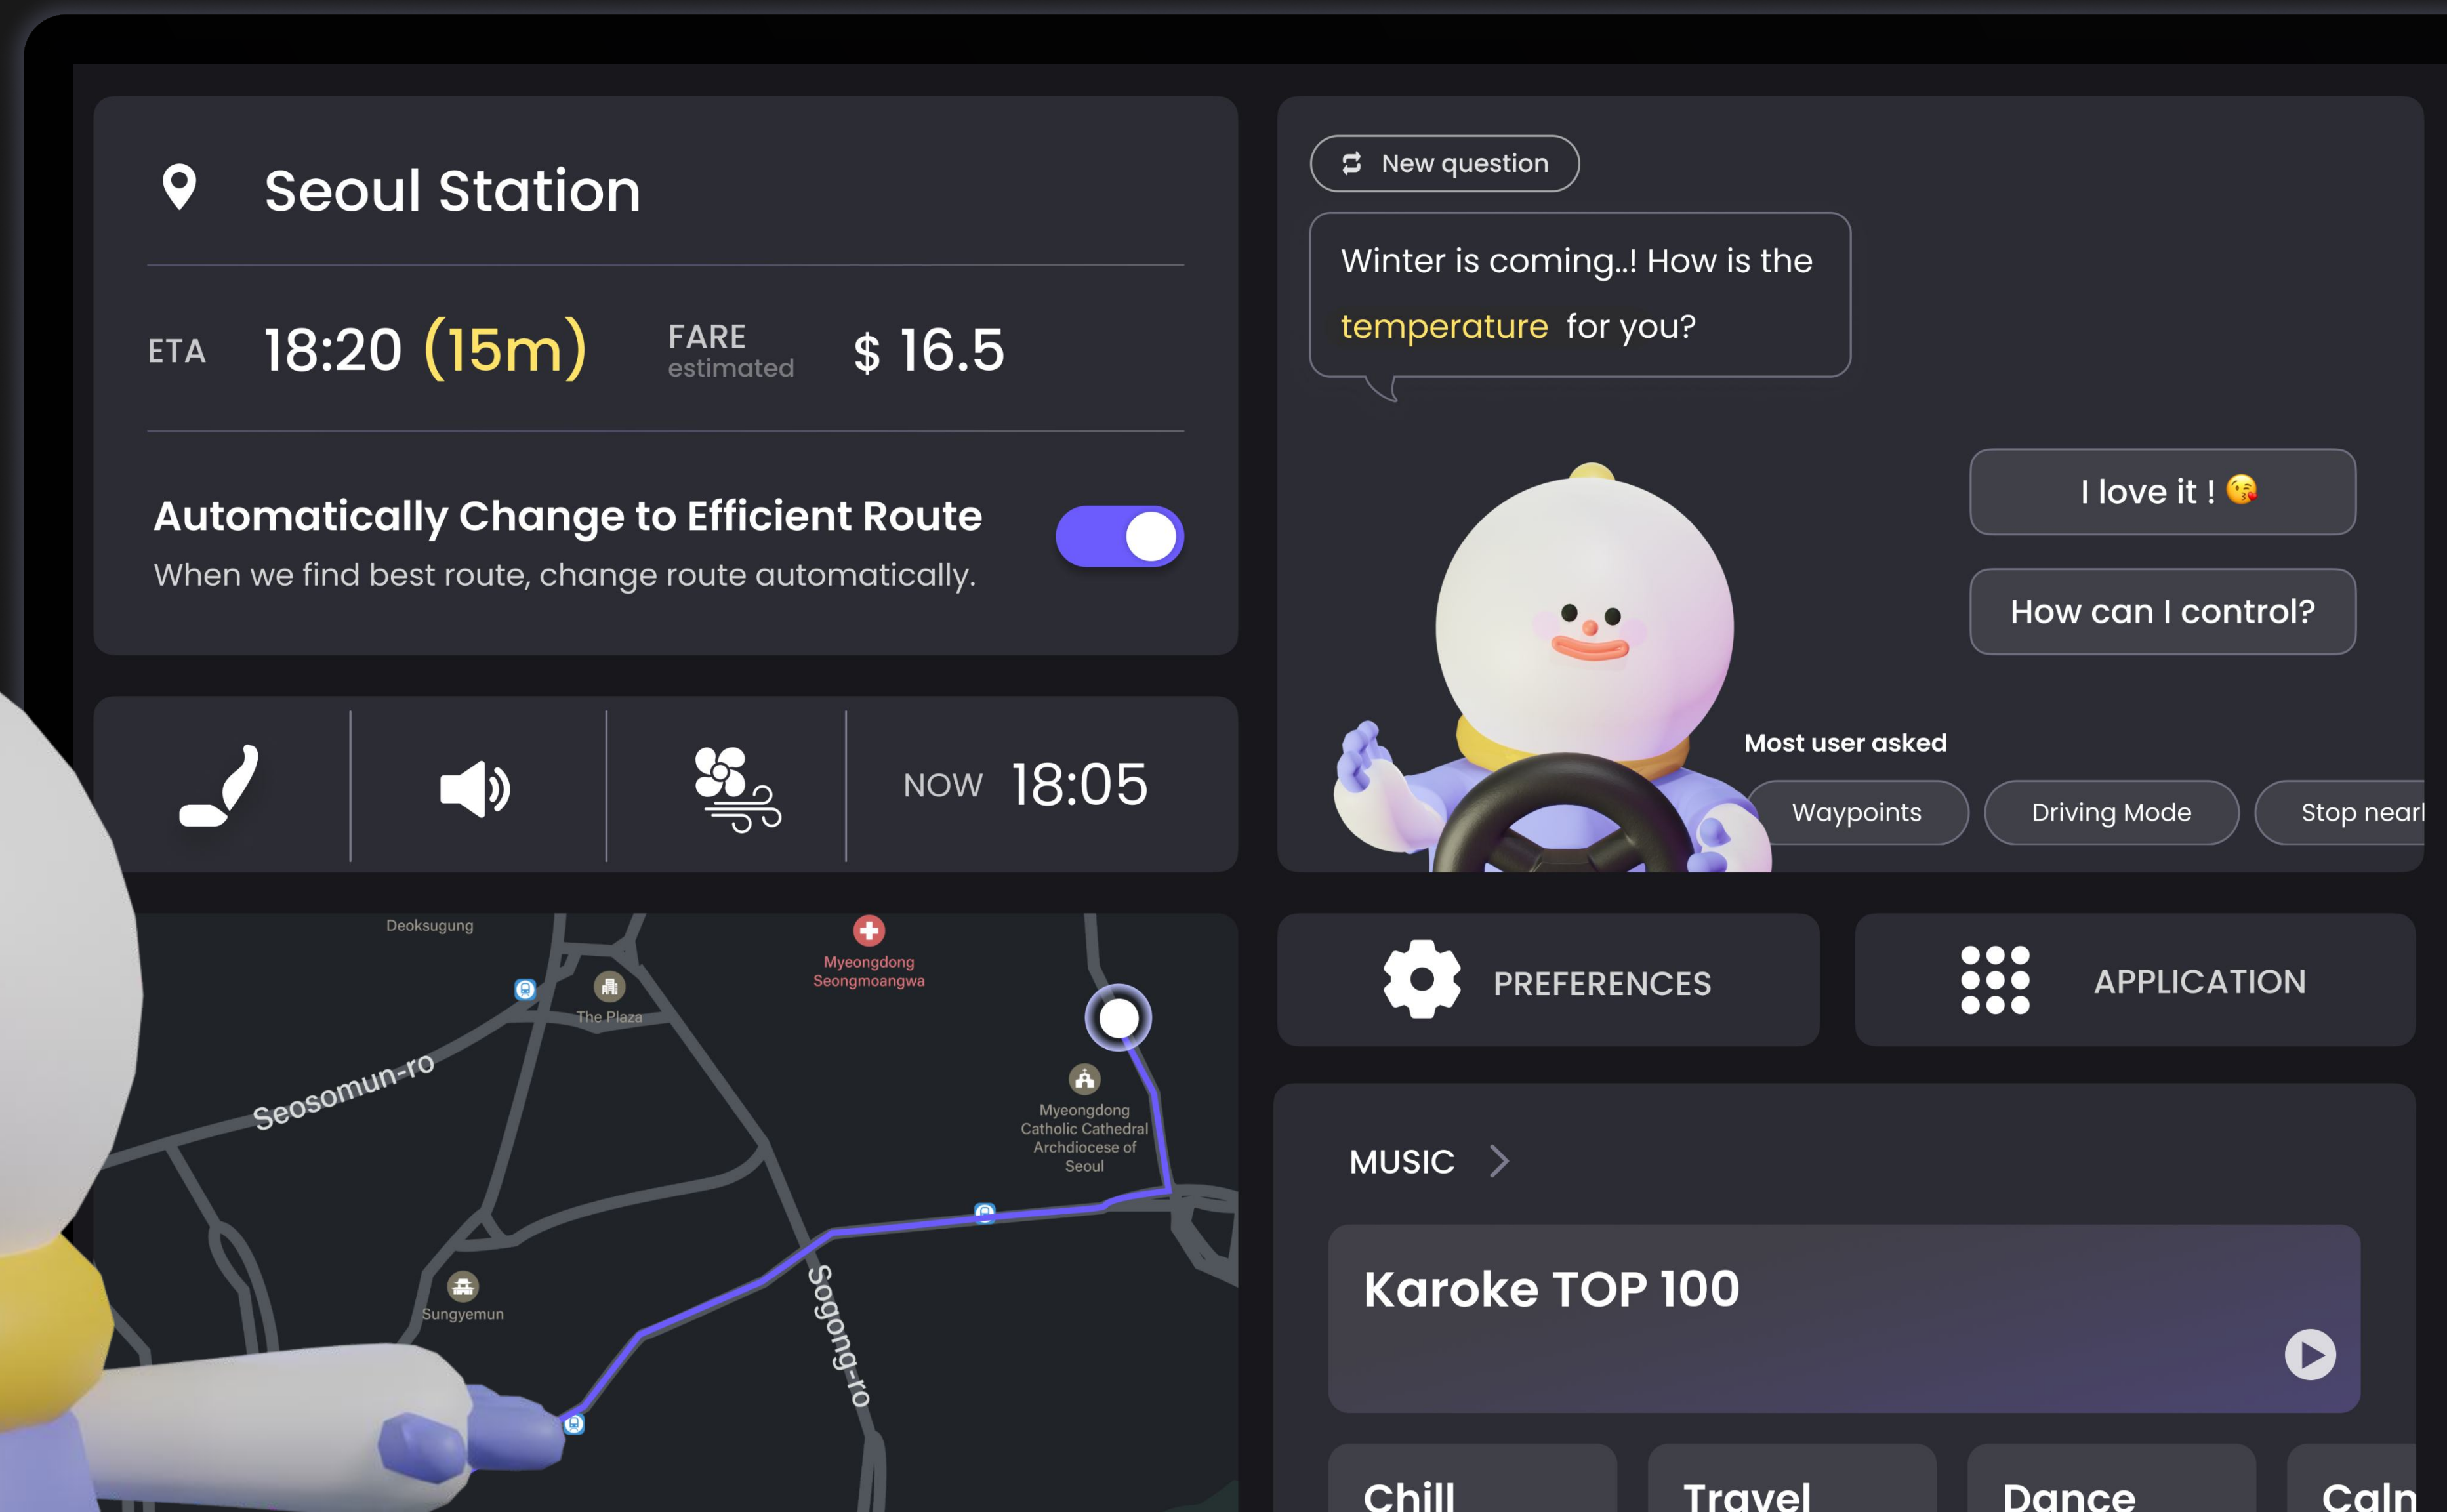 Seoul Station
ETA 18:20 (15m) FARE estimated $ 16.5
Automatically Change to Efficient Route
When we find best route, change route automatically.
NOW 18:05
New question
Winter is coming..! How is the
temperature for you?
I love it ! 😘
How can I control?
Most user asked
Waypoints
Driving Mode
Stop
Deoksugung
Myeongdong
Seongmoangwa
The Plaza
Seosomun-ro
Myeongdong
Catholic Cathedral
Archdiocese of
Seoul
Sungyemun
Sogong-ro
PREFERENCES
APPLICATION
MUSIC
Karoke TOP 100
Chill
Travel
Dance